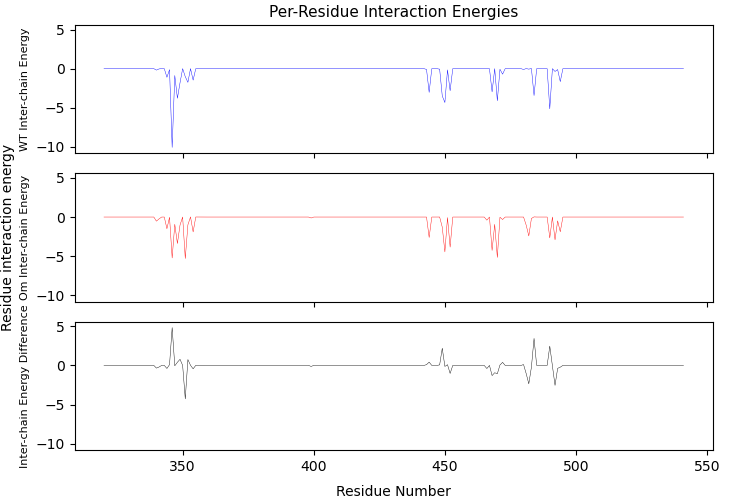 Per-Residue Interaction Energies
Residue interaction energy
WT Inter-chain Energy
5
0
−5
−10
Om Inter-chain Energy
5
0
−5
−10
Inter-chain Energy Difference
5
0
−5
−10
350
400
450
500
550
Residue Number